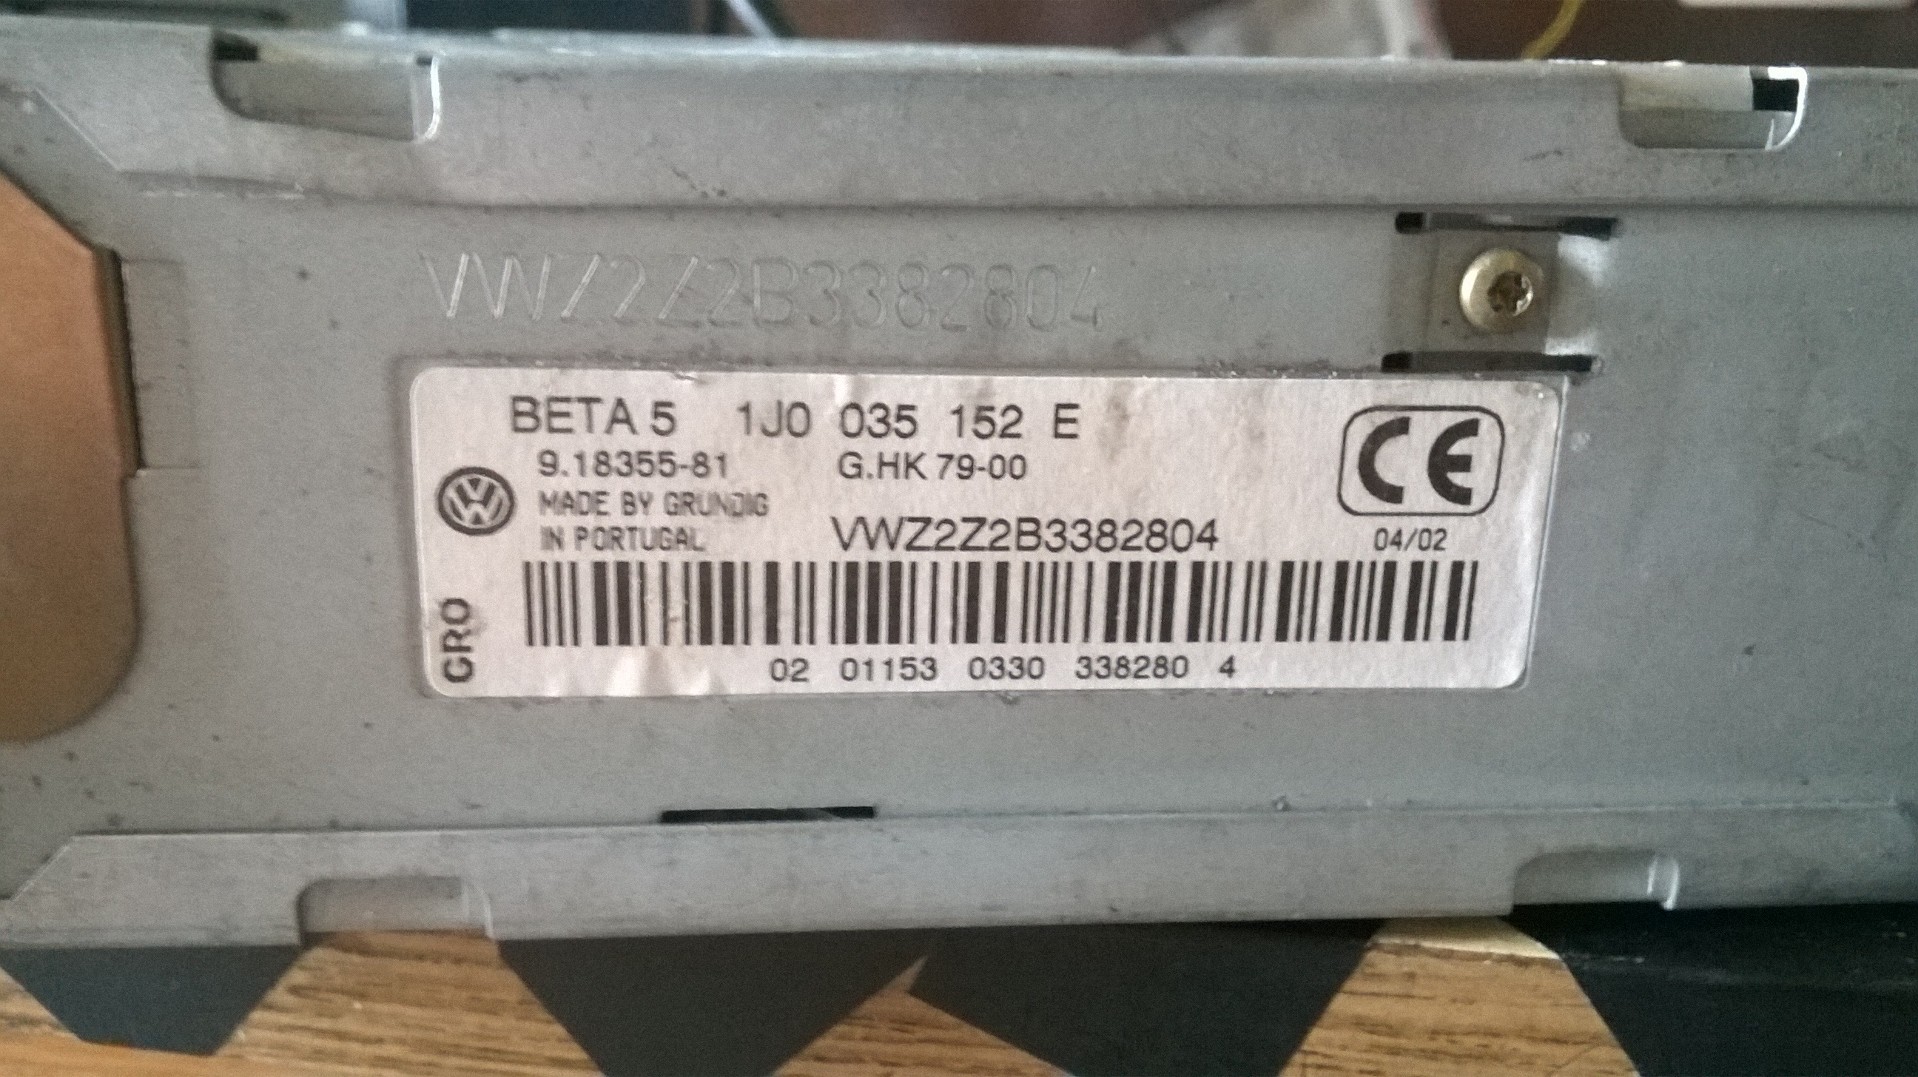 VWZ2Z2B3382804
BETA 5 1J0 035 152 E
9.18355-81 G.HK 79-00
MADE BY GRUNDIG
IN PORTUGAL VWZ2Z2B3382804
CE
04/02
GRO
02 01153 0330 338280 4